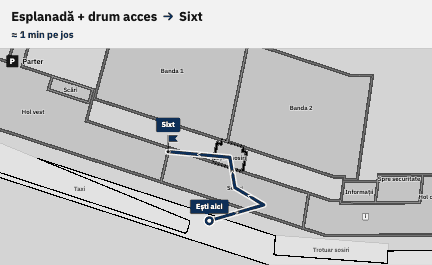 Esplanadă + drum acces → Sixt
≈ 1 min pe jos
P Parter
Banda 1
Scări
Banda 2
Hol vest
Sixt
Informații
Spre securitate
Hol c
Taxi
Ești aici
i
Trotuar sosiri